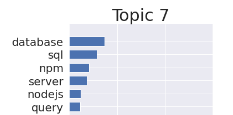 Topic 7
database
sql
npm
server
nodejs
query